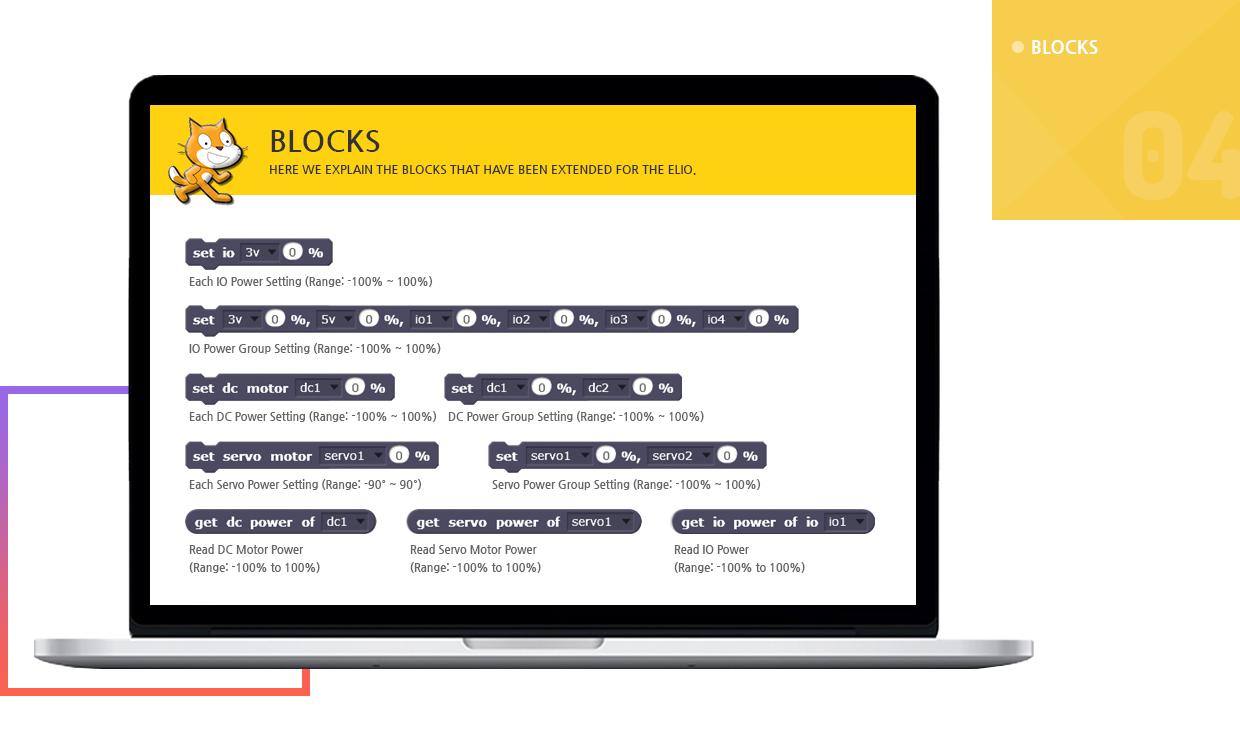 BLOCKS
04
BLOCKS
HERE WE EXPLAIN THE BLOCKS THAT HAVE BEEN EXTENDED FOR THE ELIO.
set io 3v 0 %
Each IO Power Setting (Range: -100% ~ 100%)
set 3v 0 %, 5v 0 %, io1 0 %, io2 0 %, io3 0 %, io4 0 %
IO Power Group Setting (Range: -100% ~ 100%)
set dc motor dc1 0 %
set dc1 0 %, dc2 0 %
Each DC Power Setting (Range: -100% ~ 100%)
DC Power Group Setting (Range: -100% ~ 100%)
set servo motor servo1 0 %
set servo1 0 %, servo2 0 %
Each Servo Power Setting (Range: -90° ~ 90°)
Servo Power Group Setting (Range: -100% ~ 100%)
get dc power of dc1
get servo power of servo1
get io power of io io1
Read DC Motor Power
(Range: -100% to 100%)
Read Servo Motor Power
(Range: -100% to 100%)
Read IO Power
(Range: -100% to 100%)